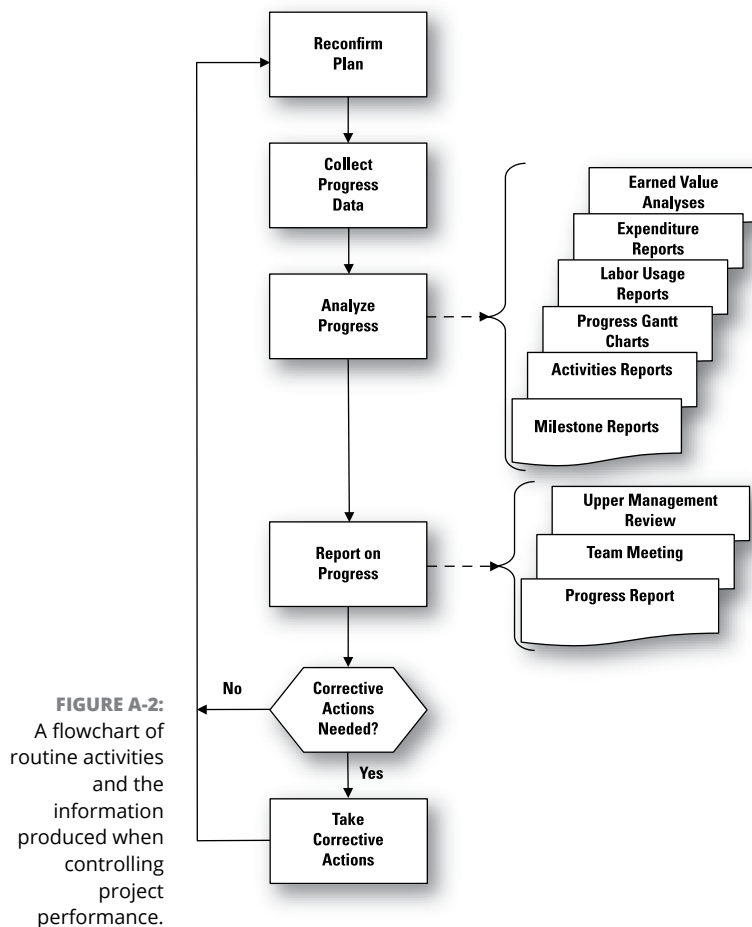 Reconfirm
Plan
Collect
Progress
Data
Analyze
Progress
Earned Value
Analyses
Expenditure
Reports
Labor Usage
Reports
Progress Gantt
Charts
Activities Reports
Milestone Reports
Report on
Progress
Upper Management
Review
Team Meeting
Progress Report
No
Corrective
Actions
Needed?
Yes
Take
Corrective
Actions
FIGURE A-2:
A flowchart of
routine activities
and the
information
produced when
controlling
project
performance.